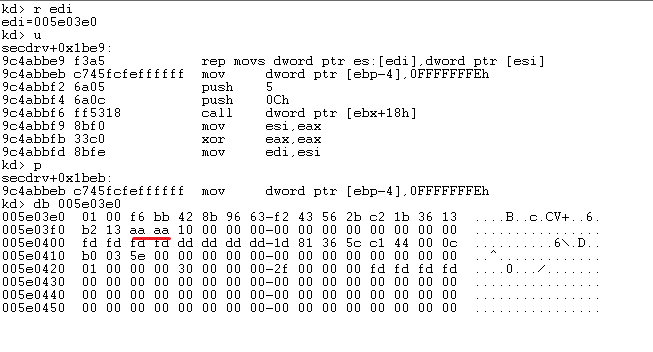 kd> r edi
edi=005e03e0
kd> u
secdrv+0x1be9:
9c4abbe9 f3a5 rep movs dword ptr es:[edi],dword ptr [esi]
9c4abbeb c745fcfeffffff mov dword ptr [ebp-4],0FFFFFFFEh
9c4abbf2 6a05 push 5
9c4abbf4 6a0c push 0Ch
9c4abbf6 ff5318 call dword ptr [ebx+18h]
9c4abbf9 8bf0 mov esi,eax
9c4abbfb 33c0 xor eax,eax
9c4abbfd 8bfe mov edi,esi
kd> p
secdrv+0x1beb:
9c4abbeb c745fcfeffffff mov dword ptr [ebp-4],0FFFFFFFEh
kd> db 005e03e0
005e03e0 01 00 f6 bb 42 8b 96 63-f2 43 56 2b c2 1b 36 13 ....B..c.CV+..6.
005e03f0 b2 13 aa aa 10 00 00 00-00 00 00 00 00 00 00 00 ................
005e0400 fd fd fd fd dd dd dd dd-1d 81 36 5c c1 44 00 0c ..........6\.D..
005e0410 b0 03 5e 00 00 00 00 00-00 00 00 00 00 00 00 00 ..^.............
005e0420 01 00 00 00 30 00 00 00-2f 00 00 00 fd fd fd fd ....0.../.......
005e0430 00 00 00 00 00 00 00 00-00 00 00 00 00 00 00 00 ................
005e0440 00 00 00 00 00 00 00 00-00 00 00 00 00 00 00 00 ................
005e0450 00 00 00 00 00 00 00 00-00 00 00 00 00 00 00 00 ................